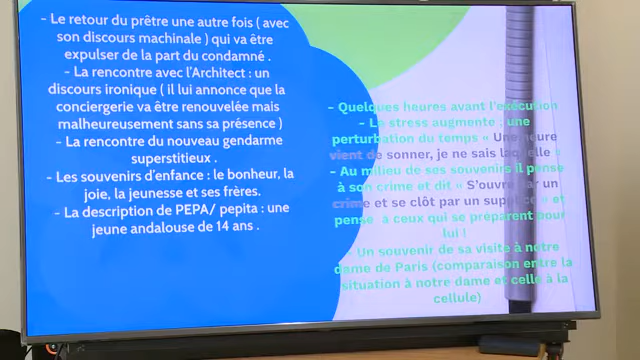 - Le retour du prêtre une autre fois ( avec
son discours machinale ) qui va être
expulser de la part du condamné .
- La rencontre avec l'Architect : un
discours ironique ( il lui annonce que la
conciergerie va être renouvelée mais
malheureusement sans sa présence )
- La rencontre du nouveau gendarme
superstitieux .
- Les souvenirs d'enfance : le bonheur, la
joie, la jeunesse et ses frères.
- La description de PEPA/ pepita : une
jeune andalouse de 14 ans .
- Quelques heures avant l'exécution
- Le stress augmente : une
perturbation du temps « Une heure
vient de sonner, je ne sais laquelle »
- Au milieu de ses souvenirs il pense
à son crime et dit « S'ouvre par un
crime et se clôt par un supplice » et
pense à ceux qui se préparent pour
lui !
- Un souvenir de sa visite à notre
dame de Paris (comparaison entre la
situation à notre dame et celle à la
cellule)